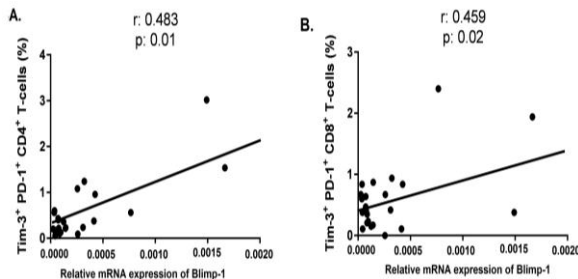 A.
r: 0.483
p: 0.01
Tim-3⁺ PD-1⁺ CD4⁺ T-cells (%)
4
3
2
1
0
0.0000 0.0005 0.0010 0.0015 0.0020
Relative mRNA expression of Blimp-1
B.
r: 0.459
p: 0.02
Tim-3⁺ PD-1⁺ CD8⁺ T-cells (%)
3
2
1
0
0.0000 0.0005 0.0010 0.0015 0.0020
Relative mRNA expression of Blimp-1